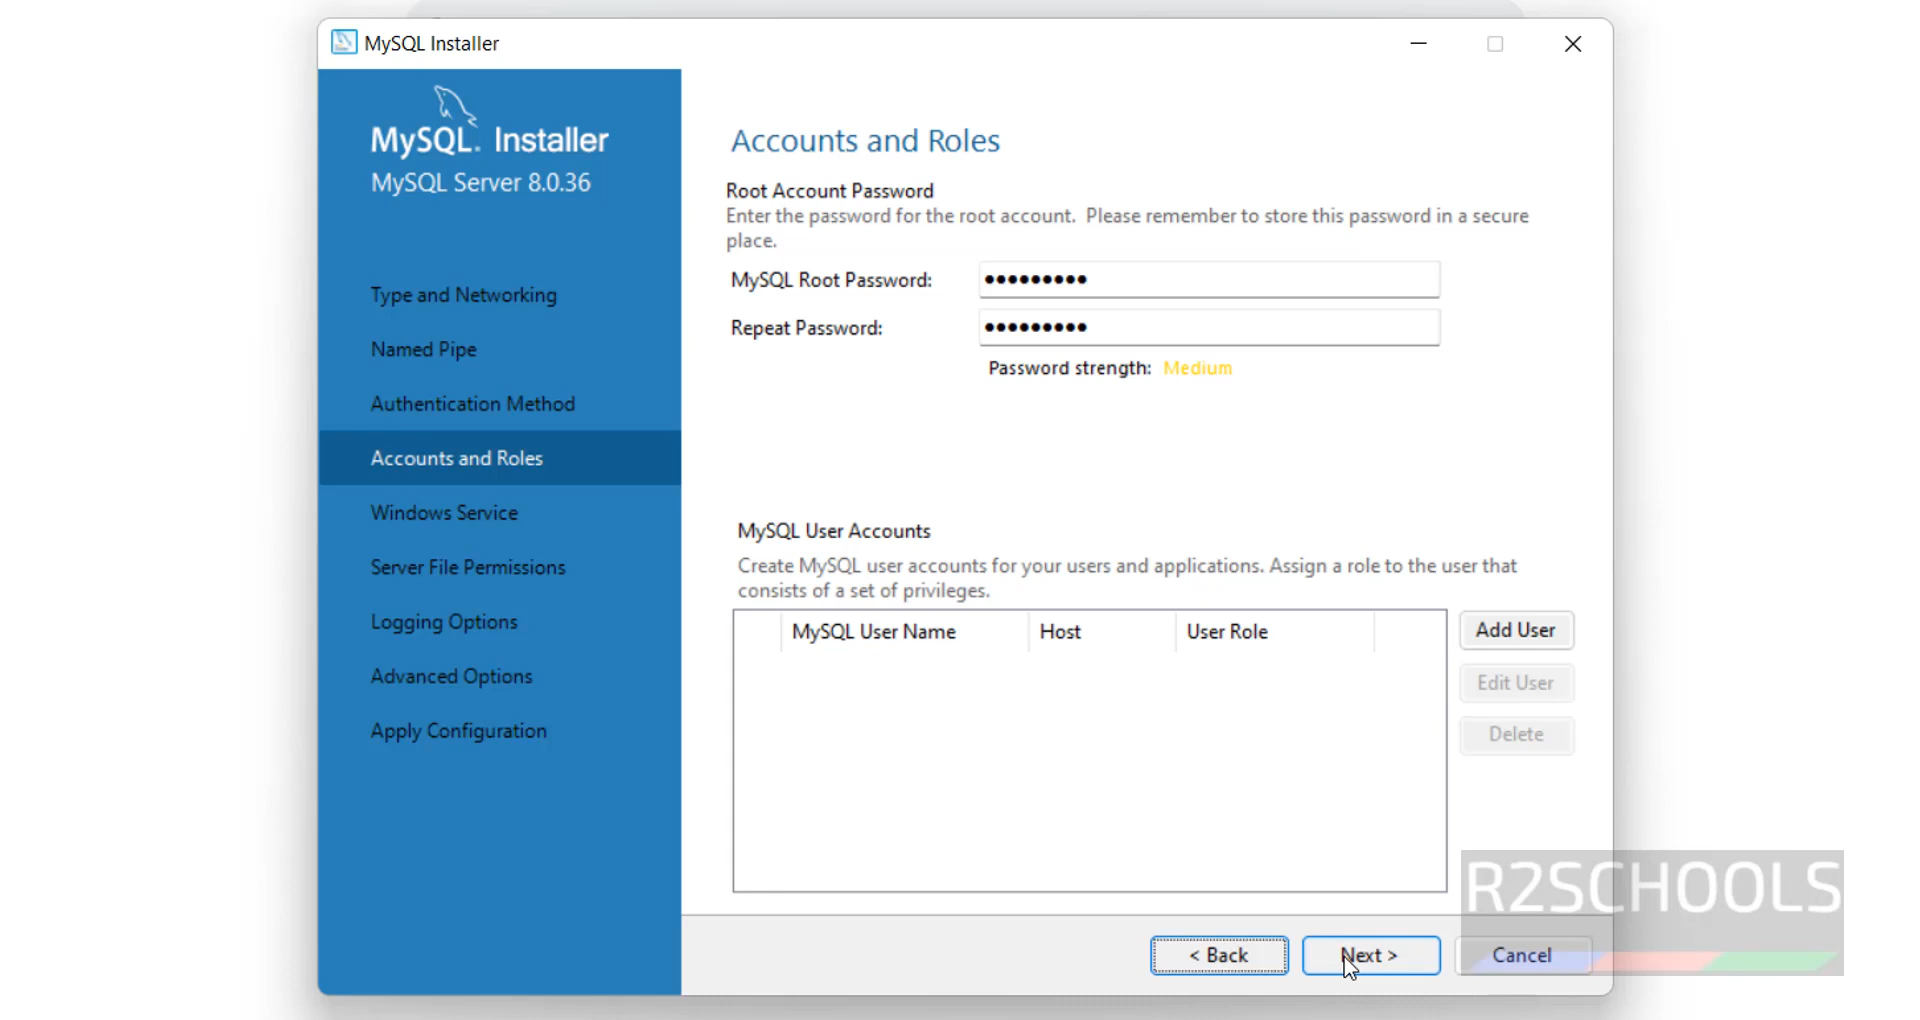 MySQL Installer
MySQL. Installer
MySQL Server 8.0.36
Type and Networking
Named Pipe
Authentication Method
Accounts and Roles
Windows Service
Server File Permissions
Logging Options
Advanced Options
Apply Configuration
Accounts and Roles
Root Account Password
Enter the password for the root account. Please remember to store this password in a secure
place.
MySQL Root Password: •••••••••
Repeat Password: •••••••••
Password strength: Medium
MySQL User Accounts
Create MySQL user accounts for your users and applications. Assign a role to the user that
consists of a set of privileges.
MySQL User Name Host User Role
Add User
Edit User
Delete
R2SCHOOLS
< Back Next > Cancel